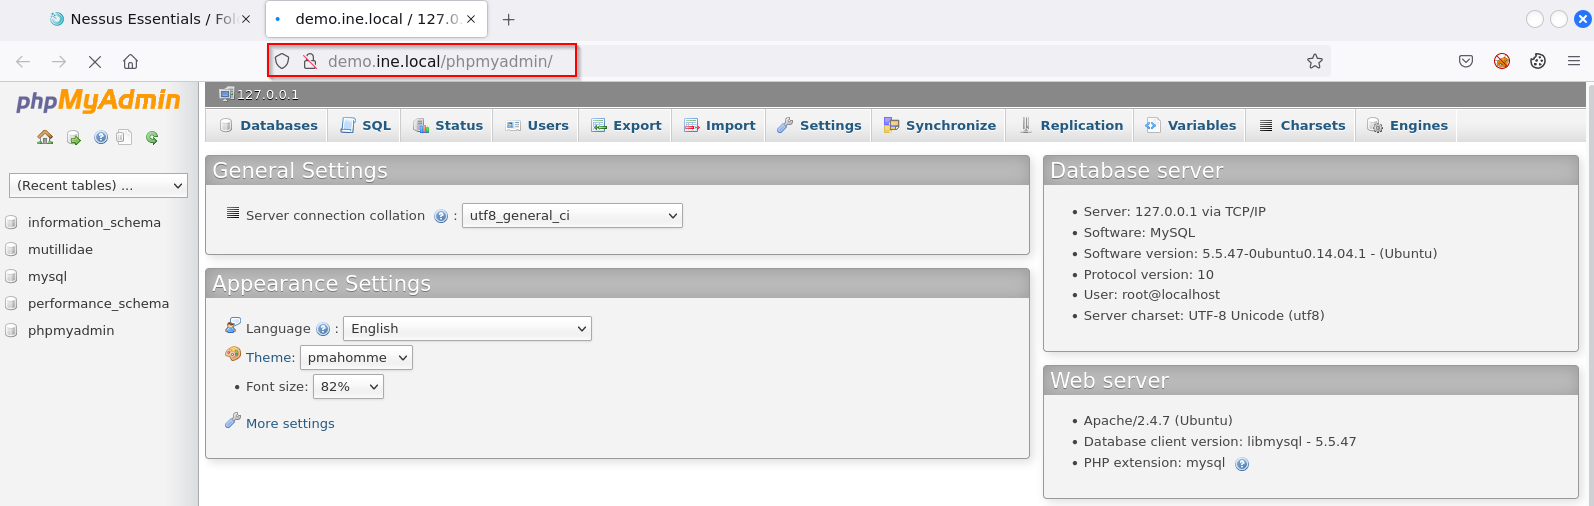 Nessus Essentials / Fol
demo.ine.local / 127.0.
demo.ine.local/phpmyadmin/
phpMyAdmin
(Recent tables) ...
information_schema
mutillidae
mysql
performance_schema
phpmyadmin
127.0.0.1
Databases SQL Status Users Export Import Settings Synchronize Replication Variables Charsets Engines
General Settings
Server connection collation : utf8_general_ci
Appearance Settings
Language : English
Theme: pmahomme
• Font size: 82%
More settings
Database server
• Server: 127.0.0.1 via TCP/IP
• Software: MySQL
• Software version: 5.5.47-0ubuntu0.14.04.1 - (Ubuntu)
• Protocol version: 10
• User: root@localhost
• Server charset: UTF-8 Unicode (utf8)
Web server
• Apache/2.4.7 (Ubuntu)
• Database client version: libmysql - 5.5.47
• PHP extension: mysql